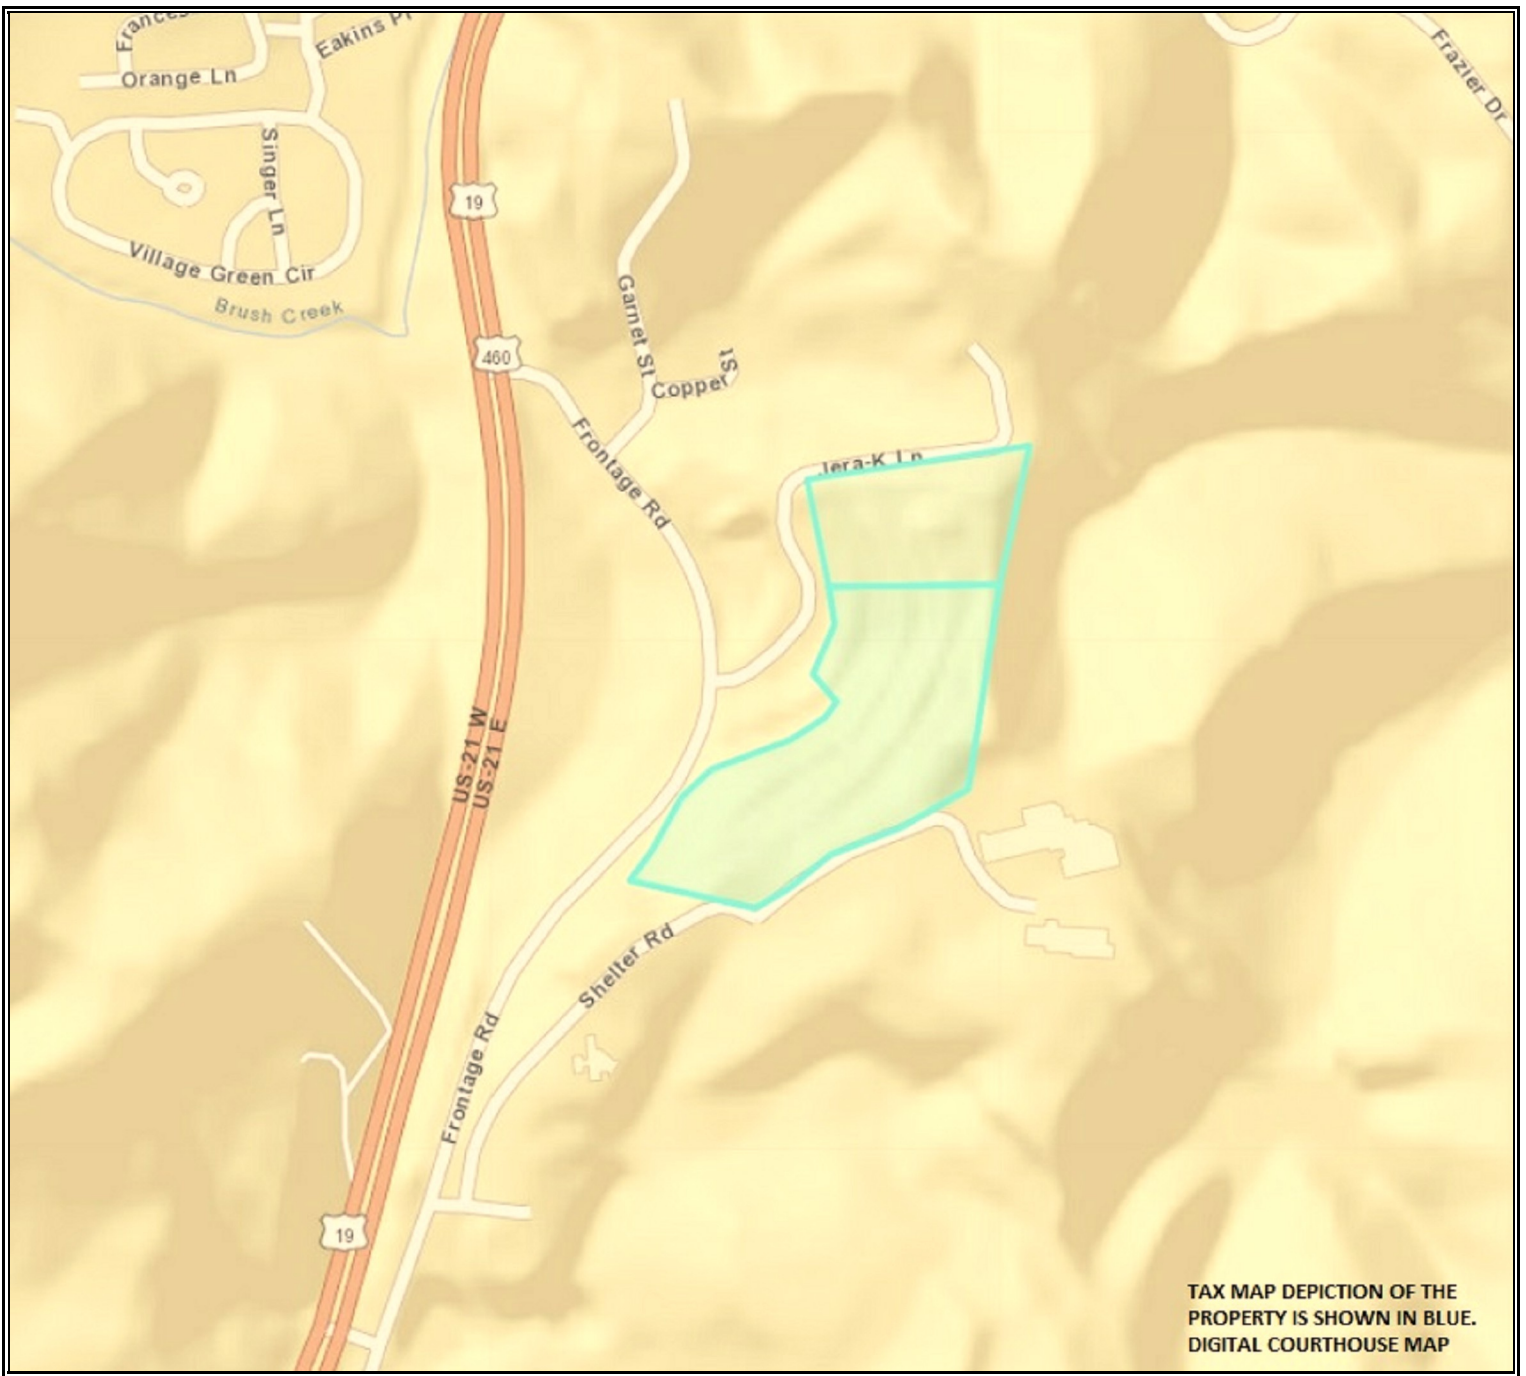 Frances
Eakins Pl
Orange Ln
Frazier Dr
Singer Ln
19
Village Green Cir
Brush Creek
Garnet St
460
Copper St
Frontage Rd
Jera-K Ln
US-21 W
US-21 E
Shelter Rd
Frontage Rd
19
TAX MAP DEPICTION OF THE
PROPERTY IS SHOWN IN BLUE.
DIGITAL COURTHOUSE MAP